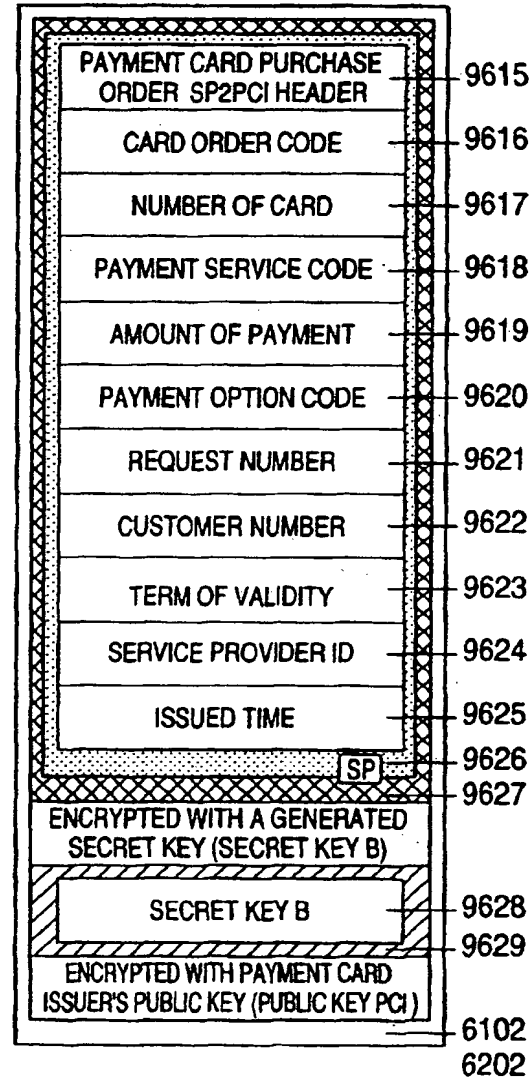 PAYMENT CARD PURCHASE
ORDER SP2PCI HEADER
9615
CARD ORDER CODE
9616
NUMBER OF CARD
9617
PAYMENT SERVICE CODE
9618
AMOUNT OF PAYMENT
9619
PAYMENT OPTION CODE
9620
REQUEST NUMBER
9621
CUSTOMER NUMBER
9622
TERM OF VALIDITY
9623
SERVICE PROVIDER ID
9624
ISSUED TIME
9625
SP
9626
9627
ENCRYPTED WITH A GENERATED
SECRET KEY (SECRET KEY B)
SECRET KEY B
9628
9629
ENCRYPTED WITH PAYMENT CARD
ISSUER'S PUBLIC KEY (PUBLIC KEY PCI)
6102
6202